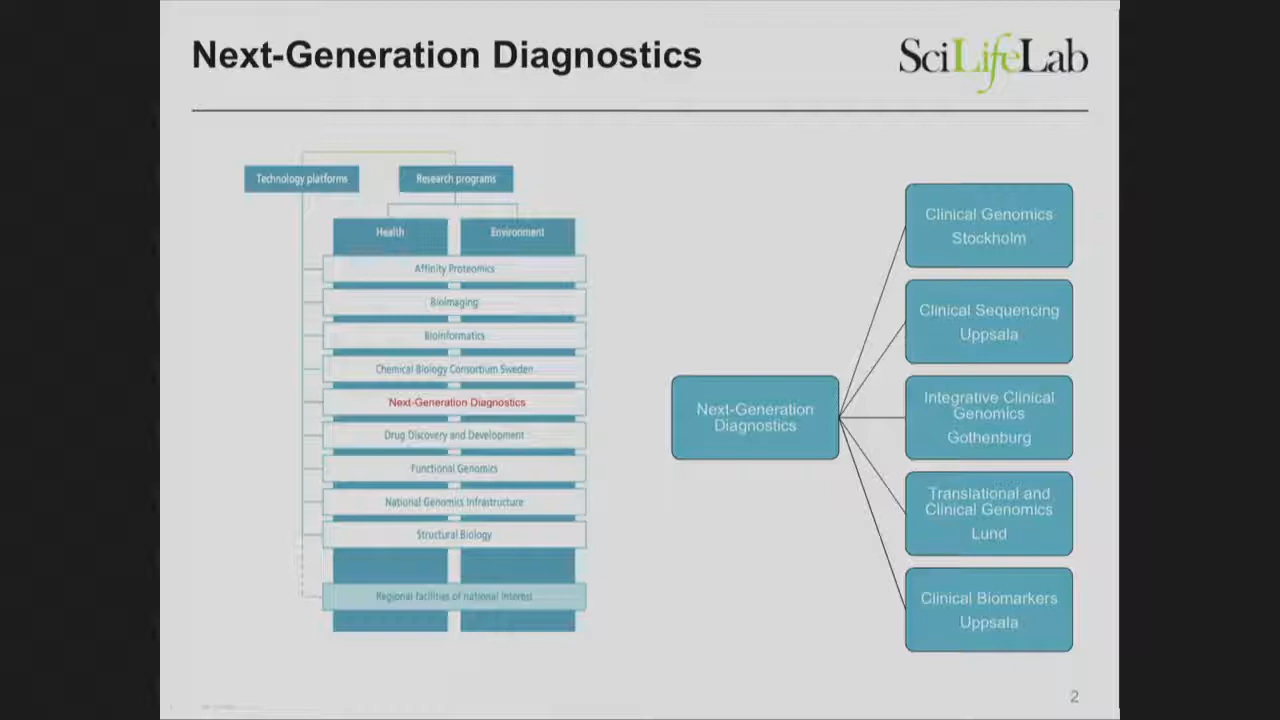 Next-Generation Diagnostics
SciLifeLab
Technology platforms
Research programs
Health
Environment
Affinity Proteomics
Bioimaging
Bioinformatics
Chemical Biology Consortium Sweden
Next-Generation Diagnostics
Drug Discovery and Development
Functional Genomics
National Genomics Infrastructure
Structural Biology
Regional facilities of national interest
Next-Generation
Diagnostics
Clinical Genomics
Stockholm
Clinical Sequencing
Uppsala
Integrative Clinical
Genomics
Gothenburg
Translational and
Clinical Genomics
Lund
Clinical Biomarkers
Uppsala
2